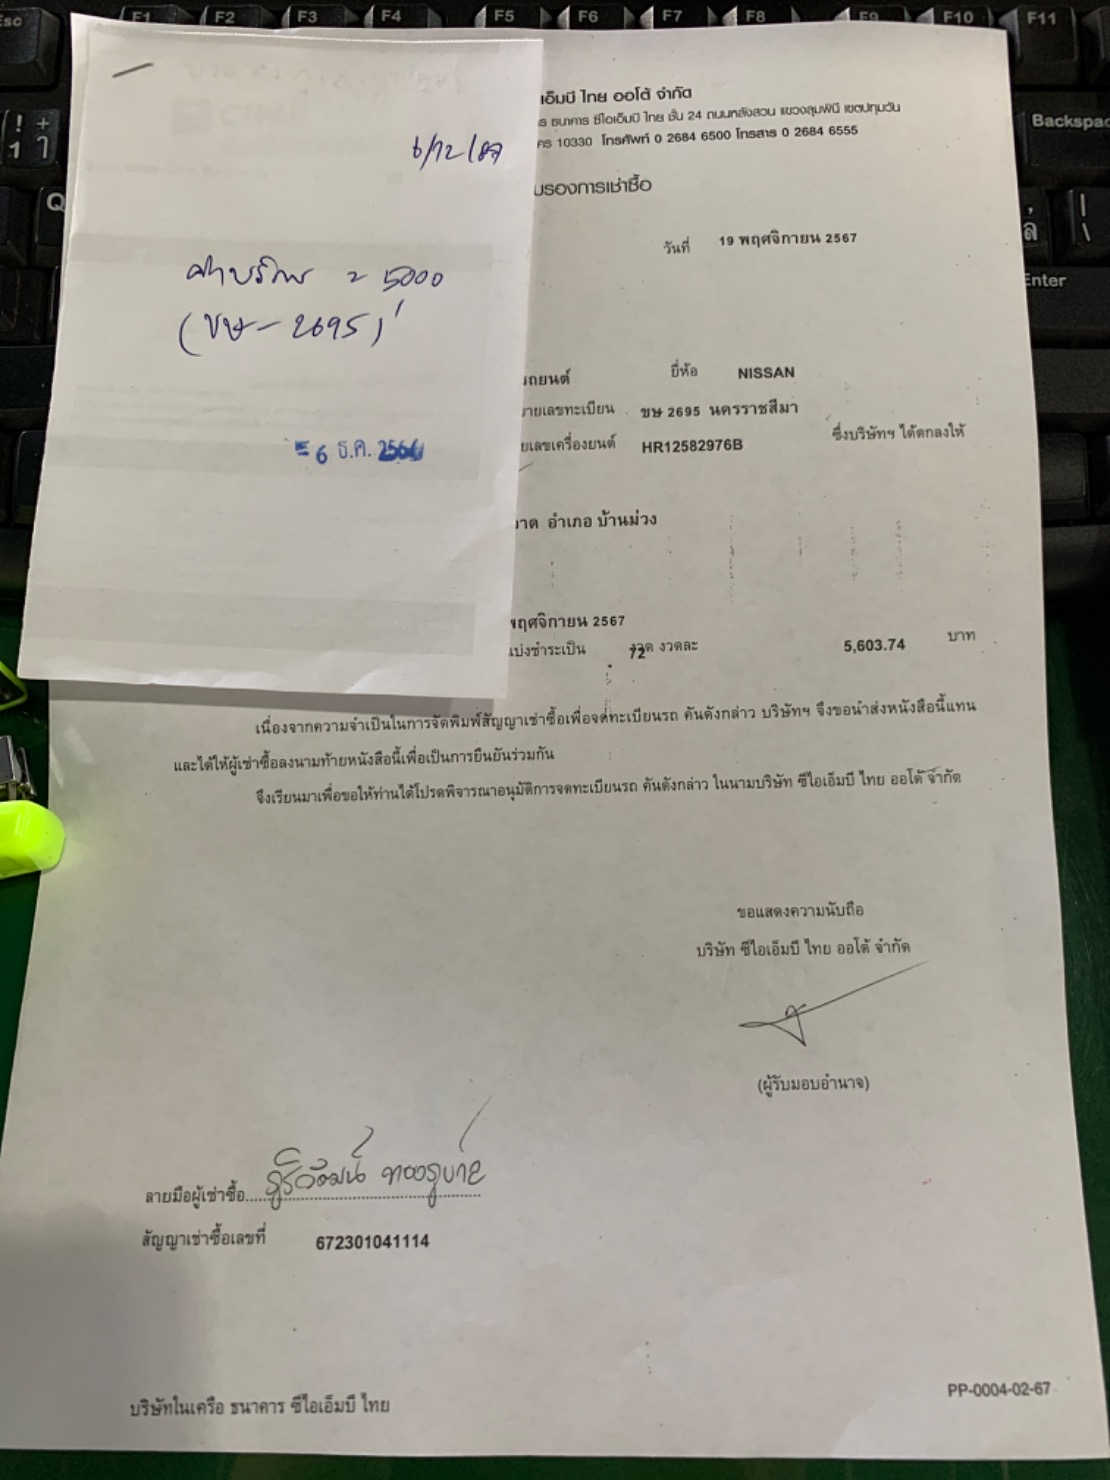 6/12/67
= 5000
(ขษ - 2695)
= 6 ธ.ค. 2566
เอ็มบี ไทย ออโต้ จำกัด
ธนาคาร ซีไอเอ็มบี ไทย ชั้น 24 ถนนหลังสวน แขวงลุมพินี เขตปทุมวัน
10330 โทรศัพท์ 0 2684 6500 โทรสาร 0 2684 6555
รับรองการเช่าซื้อ
วันที่ 19 พฤศจิกายน 2567
รถยนต์ ยี่ห้อ NISSAN
หมายเลขทะเบียน ขษ 2695 นครราชสีมา
เลขเครื่องยนต์ HR12582976B ซึ่งบริษัทฯ ได้ตกลงให้
อำเภอ บ้านม่วง
พฤศจิกายน 2567
แบ่งชำระเป็น 72 งวด งวดละ 5,603.74 บาท
เนื่องจากความจำเป็นในการจัดพิมพ์สัญญาเช่าซื้อเพื่อจดทะเบียนรถ คันดังกล่าว บริษัทฯ จึงขอนำส่งหนังสือนี้แทน
และได้ให้ผู้เช่าซื้อลงนามท้ายหนังสือนี้เพื่อเป็นการยืนยันร่วมกัน
จึงเรียนมาเพื่อขอให้ท่านได้โปรดพิจารณาอนุมัติการจดทะเบียนรถ คันดังกล่าว ในนามบริษัท ซีไอเอ็มบี ไทย ออโต้ จำกัด
ขอแสดงความนับถือ
บริษัท ซีไอเอ็มบี ไทย ออโต้ จำกัด
(ผู้รับมอบอำนาจ)
ลายมือผู้เช่าซื้อ
สัญญาเช่าซื้อเลขที่ 672301041114
บริษัทในเครือ ธนาคาร ซีไอเอ็มบี ไทย
PP-0004-02-67
Esc
F1 F2 F3 F4 F5 F6 F7 F8 F9 F10 F11
Backspac
Q
Enter